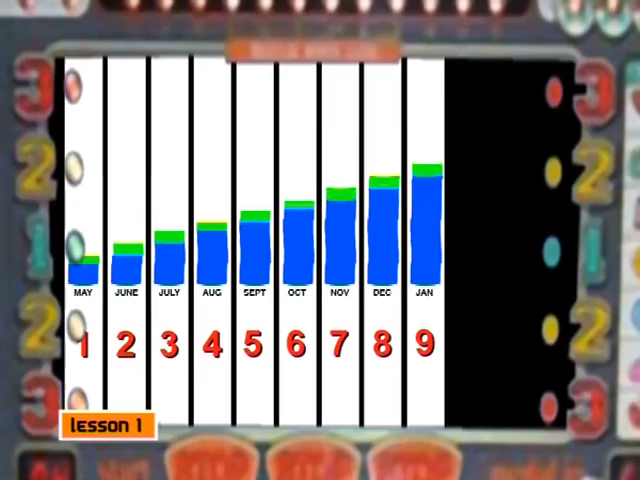 3 3
2 2
1 1
2 2
3 3
MAY JUNE JULY AUG SEPT OCT NOV DEC JAN
1 2 3 4 5 6 7 8 9
lesson 1